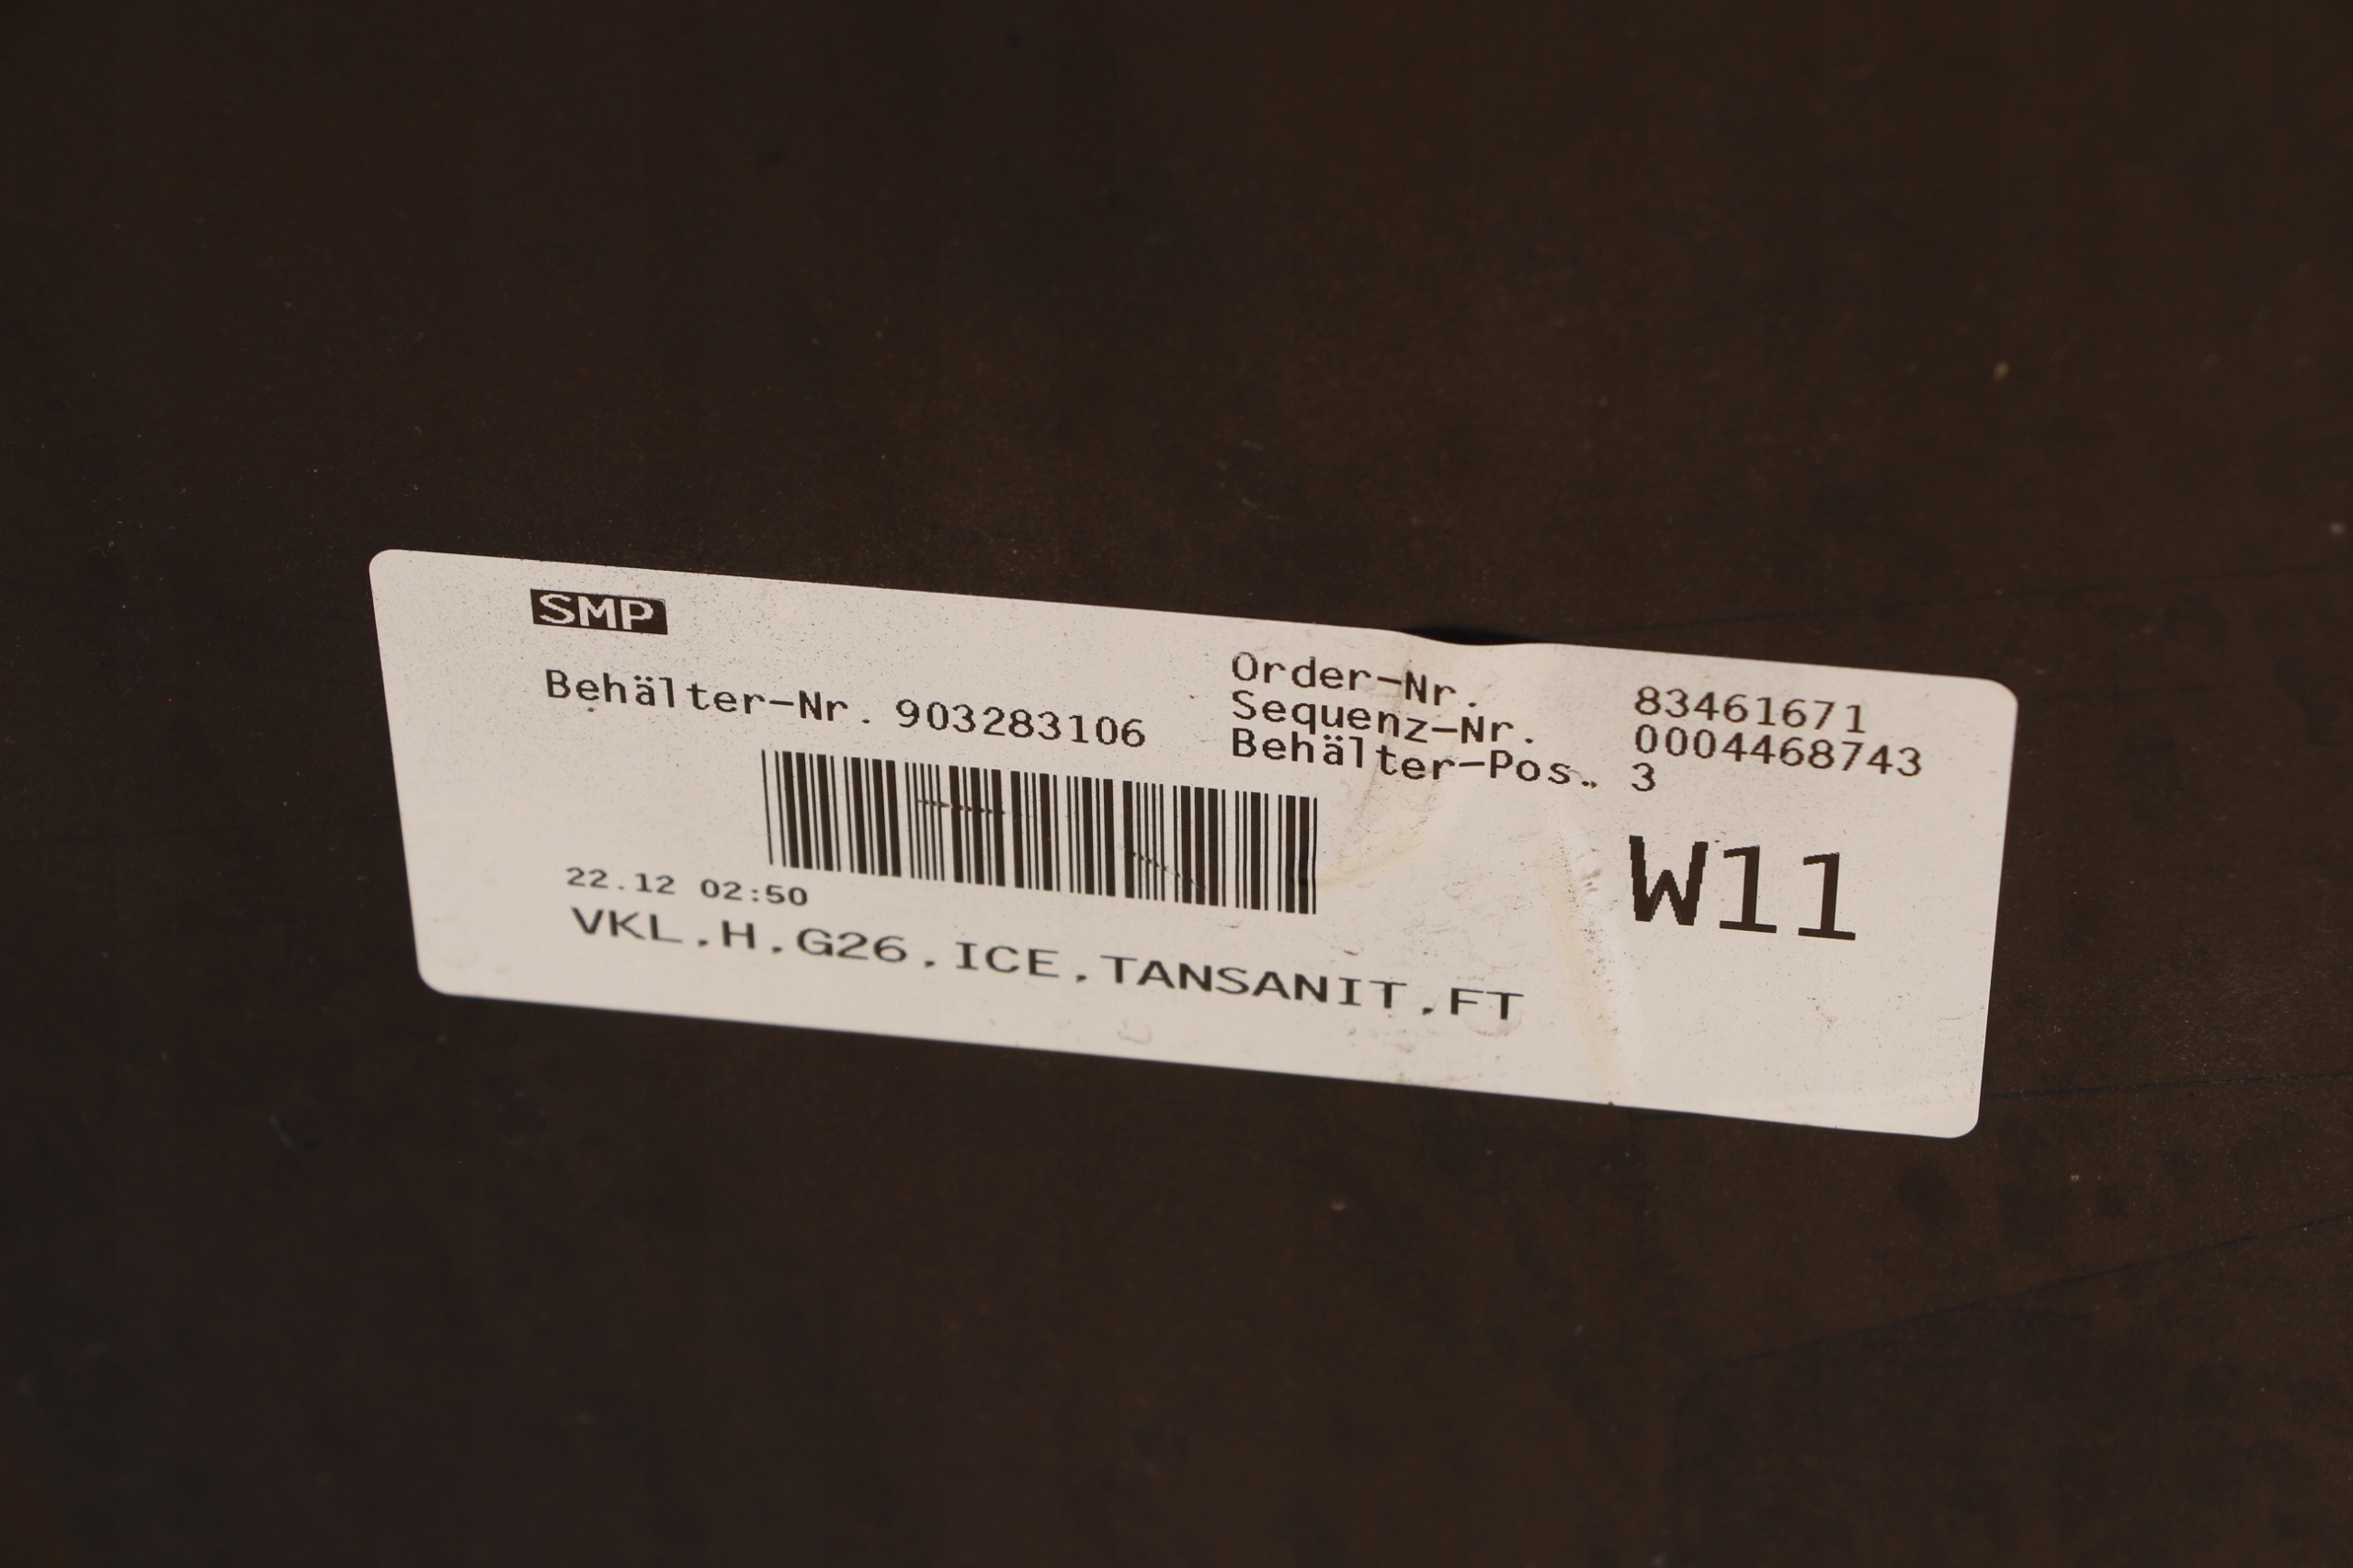 SMP
Behälter-Nr. 903283106
Order-Nr. 83461671
Sequenz-Nr. 0004468743
Behälter-Pos. 3
W11
22.12 02:50
VKL,H,G26,ICE,TANSANIT,FT